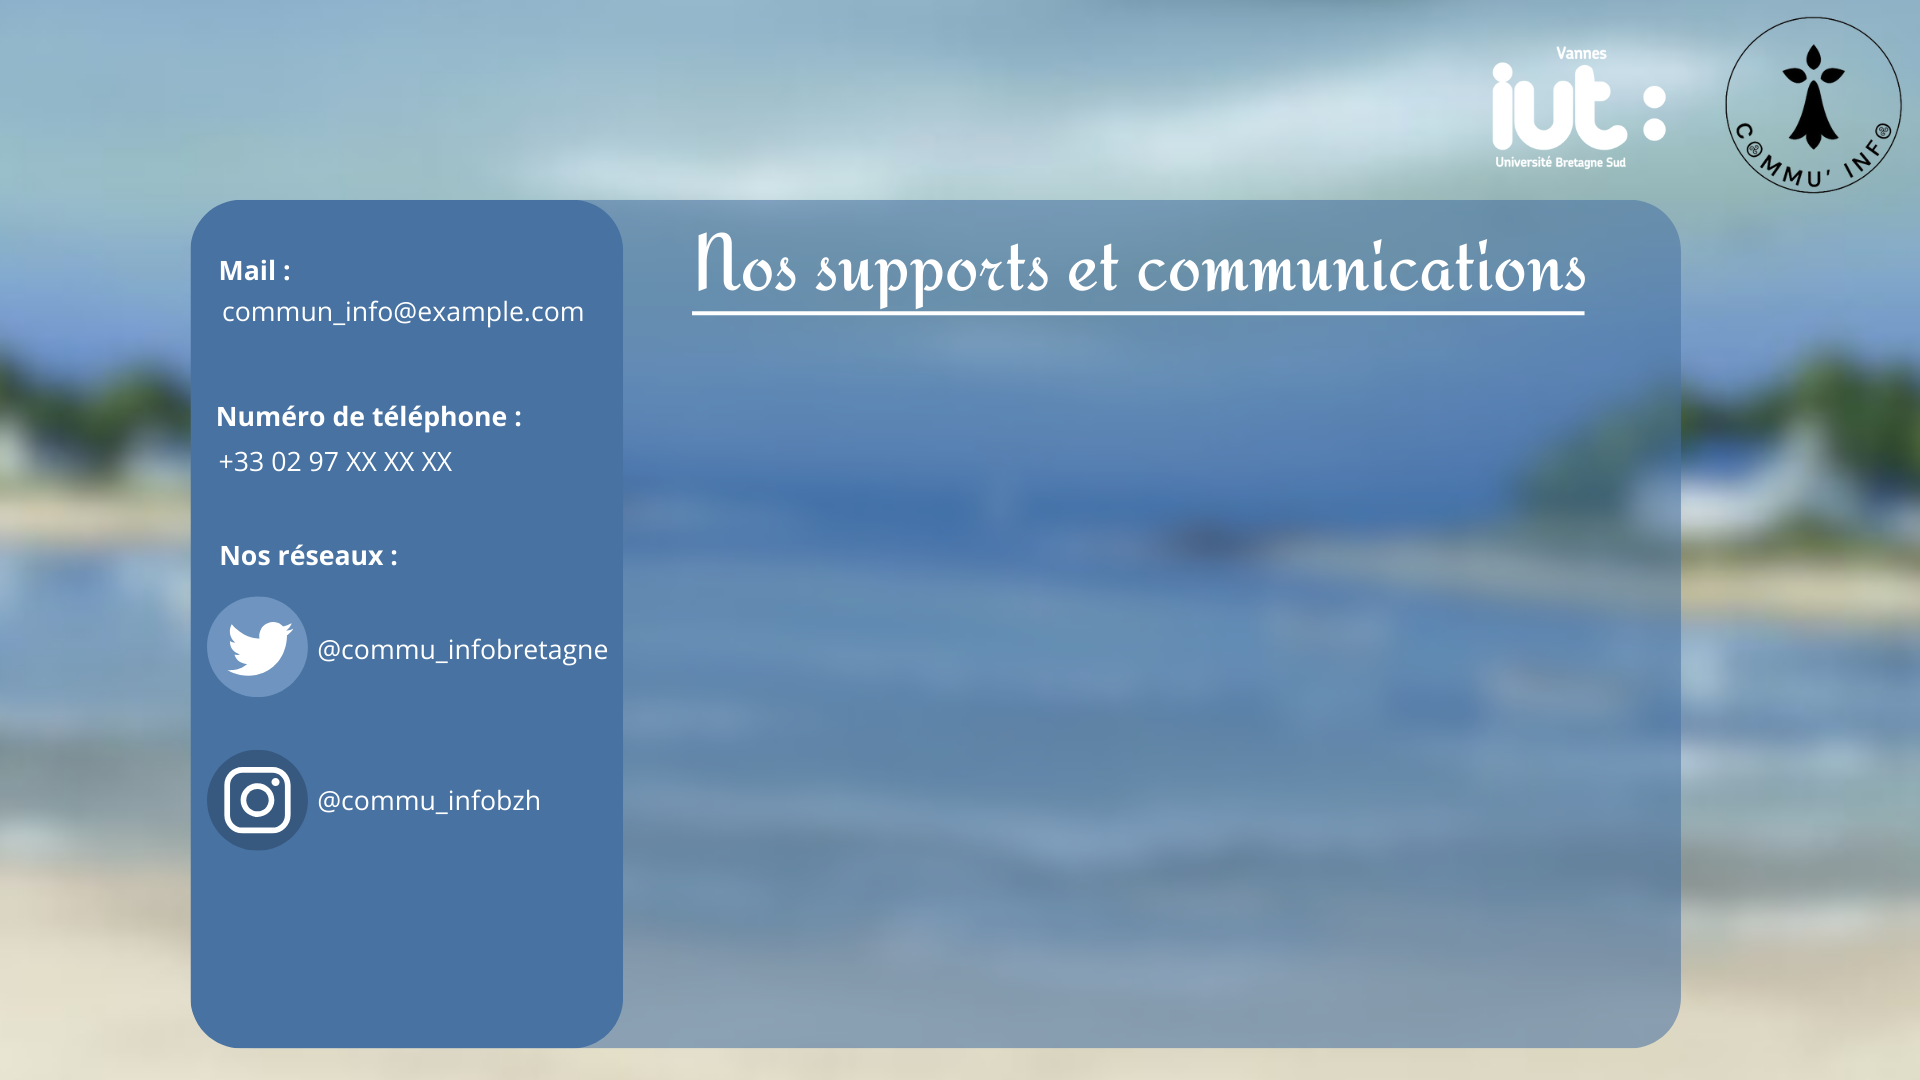 Vannes
iut :
Université Bretagne Sud
COMMU' INFO
Nos supports et communications
Mail :
commun_info@example.com
Numéro de téléphone :
+33 02 97 XX XX XX
Nos réseaux :
@commu_infobretagne
@commu_infobzh